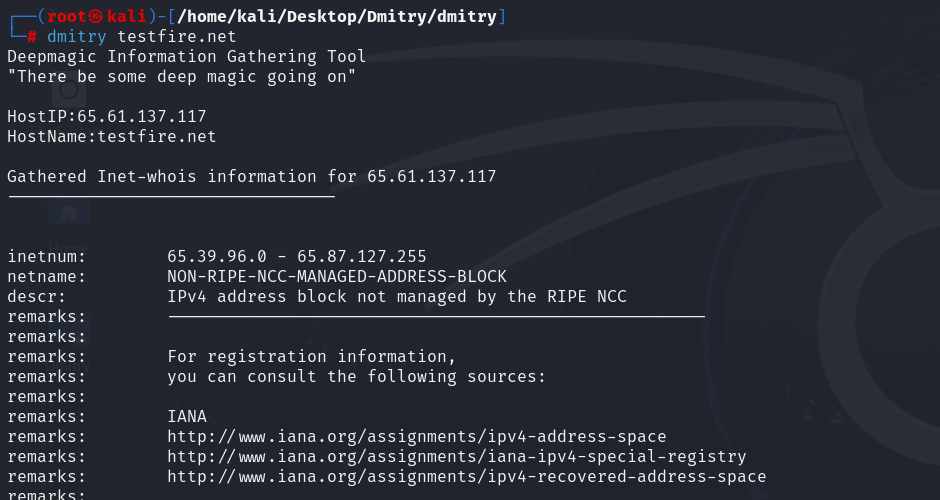 ┌──(root㉿kali)-[/home/kali/Desktop/Dmitry/dmitry]
└─# dmitry testfire.net
Deepmagic Information Gathering Tool
"There be some deep magic going on"
HostIP:65.61.137.117
HostName:testfire.net
Gathered Inet-whois information for 65.61.137.117
---------------------------------
inetnum:        65.39.96.0 - 65.87.127.255
netname:        NON-RIPE-NCC-MANAGED-ADDRESS-BLOCK
descr:          IPv4 address block not managed by the RIPE NCC
remarks:        ------------------------------------------------------
remarks:
remarks:        For registration information,
remarks:        you can consult the following sources:
remarks:
remarks:        IANA
remarks:        http://www.iana.org/assignments/ipv4-address-space
remarks:        http://www.iana.org/assignments/iana-ipv4-special-registry
remarks:        http://www.iana.org/assignments/ipv4-recovered-address-space
remarks: